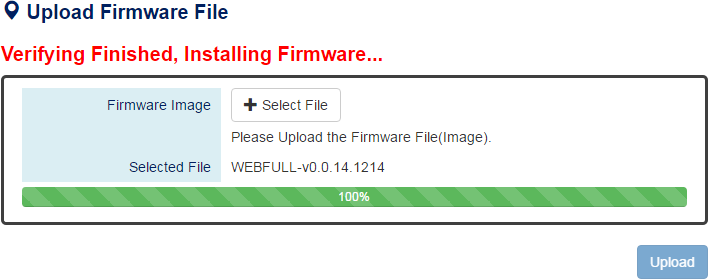 Upload Firmware File
Verifying Finished, Installing Firmware...
Firmware Image
Select File
Please Upload the Firmware File(Image).
Selected File
WEBFULL-v0.0.14.1214
100%
Upload